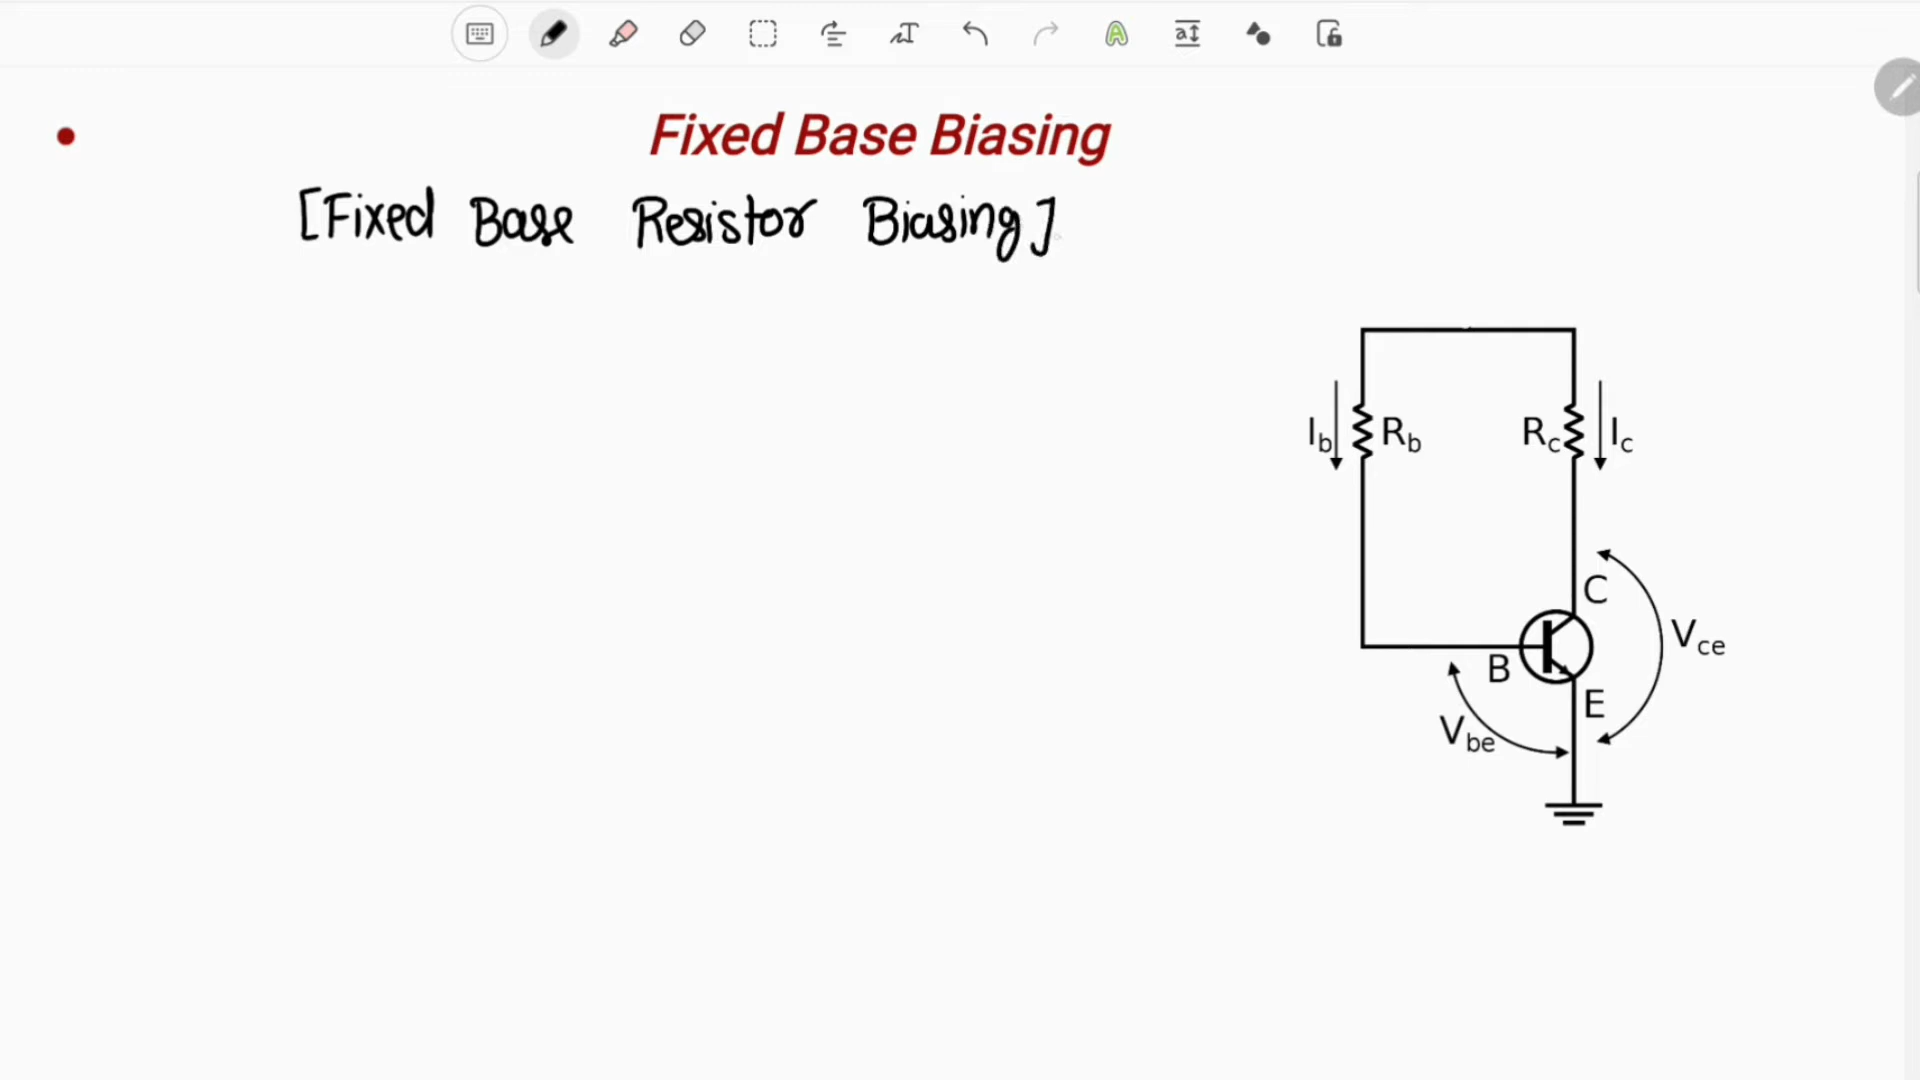 Fixed Base Biasing
[Fixed Base Resistor Biasing]
Ib Rb Rc Ic
C
Vce
B
E
Vbe